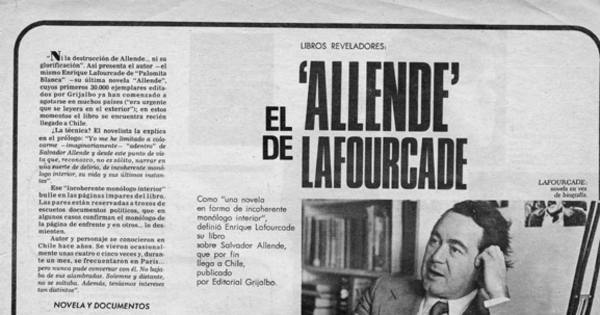 LIBROS REVELADORES:
EL 'ALLENDE'
DE LAFOURCADE
"Ni la destrucción de Allende... ni su
glorificación". Así presenta el autor —el
mismo Enrique Lafourcade de "Palomita
Blanca" —su última novela "Allende",
cuyos primeros 30.000 ejemplares edita-
dos por Grijalbo ya han comenzado a
agotarse en muchos países ("era urgente
que se leyera en el exterior"); en estos
momentos el libro se encuentra recién
llegado a Chile.
¿La técnica? El novelista la explica
en el prólogo: "Yo me he limitado a colo-
carme —imaginariamente— "adentro" de
Salvador Allende y desde este punto de vis-
ta que, reconozco, no es sólito, narrar en
una suerte de delirio, de incoherente monó-
logo interior, su vida y sus últimos instan-
tes".
Ese "incoherente monólogo interior"
bulle en las páginas impares del libro.
Las pares están reservadas a trozos de
escuetos documentos políticos, que en
algunos casos confirman el monólogo de
la página de enfrente y en otros... lo des-
mienten.
Autor y personaje se conocieron en
Chile hace años. Se vieron ocasional-
mente unas cuatro o cinco veces y, duran-
te un mes, se frecuentaron en París...
pero nunca pude conversar con él. No baja-
ba de sus alumbradas. Solemne y distante,
no se soltaba. Además, teníamos intereses
tan distintos".
NOVELA Y DOCUMENTOS
Como "una novela
en forma de incoherente
monólogo interior",
definió Enrique Lafourcade
su libro
sobre Salvador Allende,
que por fin
llega a Chile,
publicado
por Editorial Grijalbo.
LAFOURCADE:
novela en vez
de biografía.